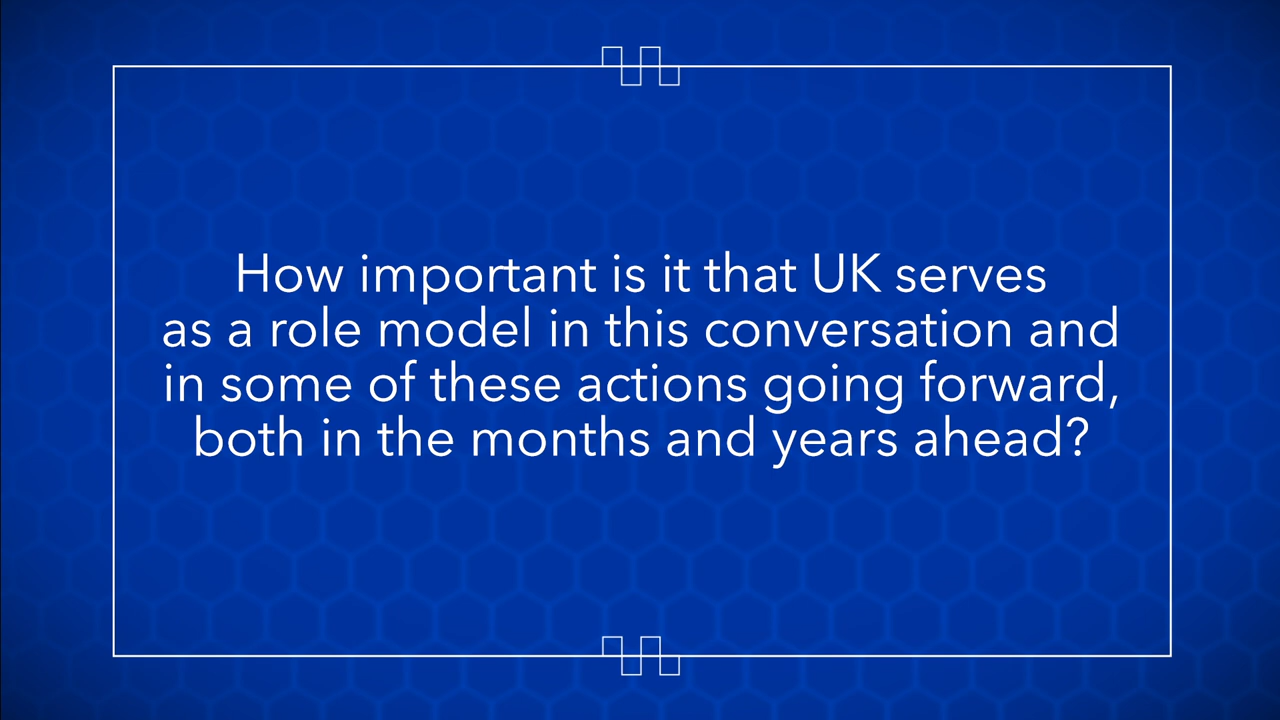 How important is it that UK serves
as a role model in this conversation and
in some of these actions going forward,
both in the months and years ahead?